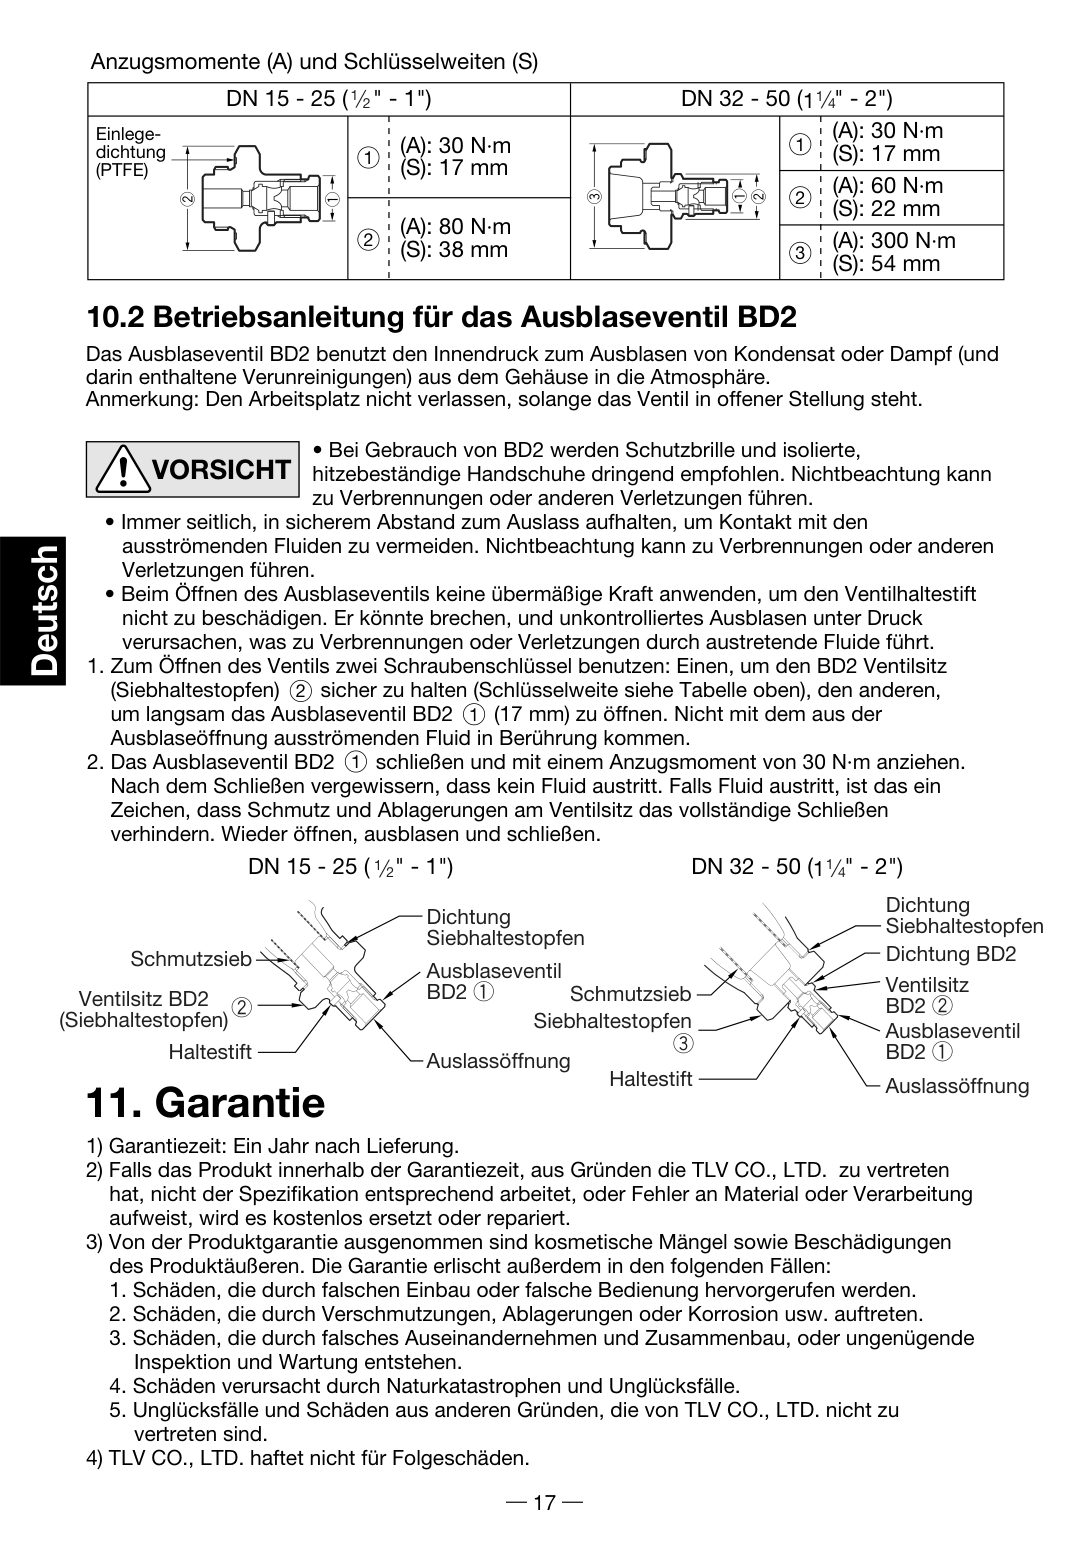 Anzugsmomente (A) und Schlüsselweiten (S)
DN 15 - 25 (½" - 1")
DN 32 - 50 (1¼" - 2")
Einlege-
dichtung
(PTFE)
②
①
① (A): 30 N·m
(S): 17 mm
② (A): 80 N·m
(S): 38 mm
③
①
②
① (A): 30 N·m
(S): 17 mm
② (A): 60 N·m
(S): 22 mm
③ (A): 300 N·m
(S): 54 mm
10.2 Betriebsanleitung für das Ausblaseventil BD2
Das Ausblaseventil BD2 benutzt den Innendruck zum Ausblasen von Kondensat oder Dampf (und
darin enthaltene Verunreinigungen) aus dem Gehäuse in die Atmosphäre.
Anmerkung: Den Arbeitsplatz nicht verlassen, solange das Ventil in offener Stellung steht.
VORSICHT
• Bei Gebrauch von BD2 werden Schutzbrille und isolierte,
hitzebeständige Handschuhe dringend empfohlen. Nichtbeachtung kann
zu Verbrennungen oder anderen Verletzungen führen.
• Immer seitlich, in sicherem Abstand zum Auslass aufhalten, um Kontakt mit den
ausströmenden Fluiden zu vermeiden. Nichtbeachtung kann zu Verbrennungen oder anderen
Verletzungen führen.
• Beim Öffnen des Ausblaseventils keine übermäßige Kraft anwenden, um den Ventilhaltestift
nicht zu beschädigen. Er könnte brechen, und unkontrolliertes Ausblasen unter Druck
verursachen, was zu Verbrennungen oder Verletzungen durch austretende Fluide führt.
1. Zum Öffnen des Ventils zwei Schraubenschlüssel benutzen: Einen, um den BD2 Ventilsitz
(Siebhaltestopfen) ② sicher zu halten (Schlüsselweite siehe Tabelle oben), den anderen,
um langsam das Ausblaseventil BD2 ① (17 mm) zu öffnen. Nicht mit dem aus der
Ausblaseöffnung ausströmenden Fluid in Berührung kommen.
2. Das Ausblaseventil BD2 ① schließen und mit einem Anzugsmoment von 30 N·m anziehen.
Nach dem Schließen vergewissern, dass kein Fluid austritt. Falls Fluid austritt, ist das ein
Zeichen, dass Schmutz und Ablagerungen am Ventilsitz das vollständige Schließen
verhindern. Wieder öffnen, ausblasen und schließen.
DN 15 - 25 (½" - 1")
Schmutzsieb
Ventilsitz BD2
(Siebhaltestopfen) ②
Haltestift
Dichtung
Siebhaltestopfen
Ausblaseventil
BD2 ①
Auslassöffnung
DN 32 - 50 (1¼" - 2")
Schmutzsieb
Siebhaltestopfen
③
Haltestift
Dichtung
Siebhaltestopfen
Dichtung BD2
Ventilsitz
BD2 ②
Ausblaseventil
BD2 ①
Auslassöffnung
Deutsch
11. Garantie
1) Garantiezeit: Ein Jahr nach Lieferung.
2) Falls das Produkt innerhalb der Garantiezeit, aus Gründen die TLV CO., LTD. zu vertreten
hat, nicht der Spezifikation entsprechend arbeitet, oder Fehler an Material oder Verarbeitung
aufweist, wird es kostenlos ersetzt oder repariert.
3) Von der Produktgarantie ausgenommen sind kosmetische Mängel sowie Beschädigungen
des Produktäußeren. Die Garantie erlischt außerdem in den folgenden Fällen:
1. Schäden, die durch falschen Einbau oder falsche Bedienung hervorgerufen werden.
2. Schäden, die durch Verschmutzungen, Ablagerungen oder Korrosion usw. auftreten.
3. Schäden, die durch falsches Auseinandernehmen und Zusammenbau, oder ungenügende
Inspektion und Wartung entstehen.
4. Schäden verursacht durch Naturkatastrophen und Unglücksfälle.
5. Unglücksfälle und Schäden aus anderen Gründen, die von TLV CO., LTD. nicht zu
vertreten sind.
4) TLV CO., LTD. haftet nicht für Folgeschäden.
— 17 —